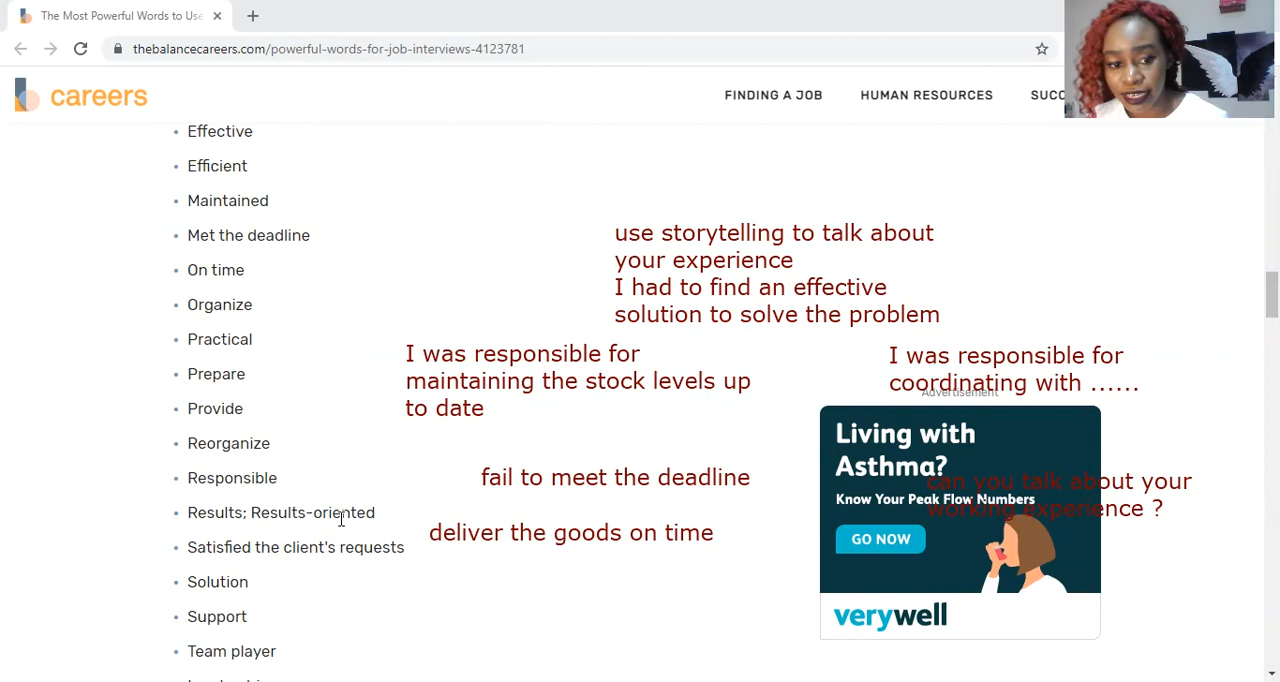 The Most Powerful Words to Use
thebalancecareers.com/powerful-words-for-job-interviews-4123781
careers
FINDING A JOB
HUMAN RESOURCES
SUCC
Effective
Efficient
Maintained
Met the deadline
On time
Organize
Practical
Prepare
Provide
Reorganize
Responsible
Results; Results-oriented
Satisfied the client's requests
Solution
Support
Team player
use storytelling to talk about
your experience
I had to find an effective
solution to solve the problem
I was responsible for
maintaining the stock levels up
to date
I was responsible for
coordinating with ......
Advertisement
fail to meet the deadline
deliver the goods on time
can you talk about your
working experience ?
Living with
Asthma?
Know Your Peak Flow Numbers
GO NOW
verywell